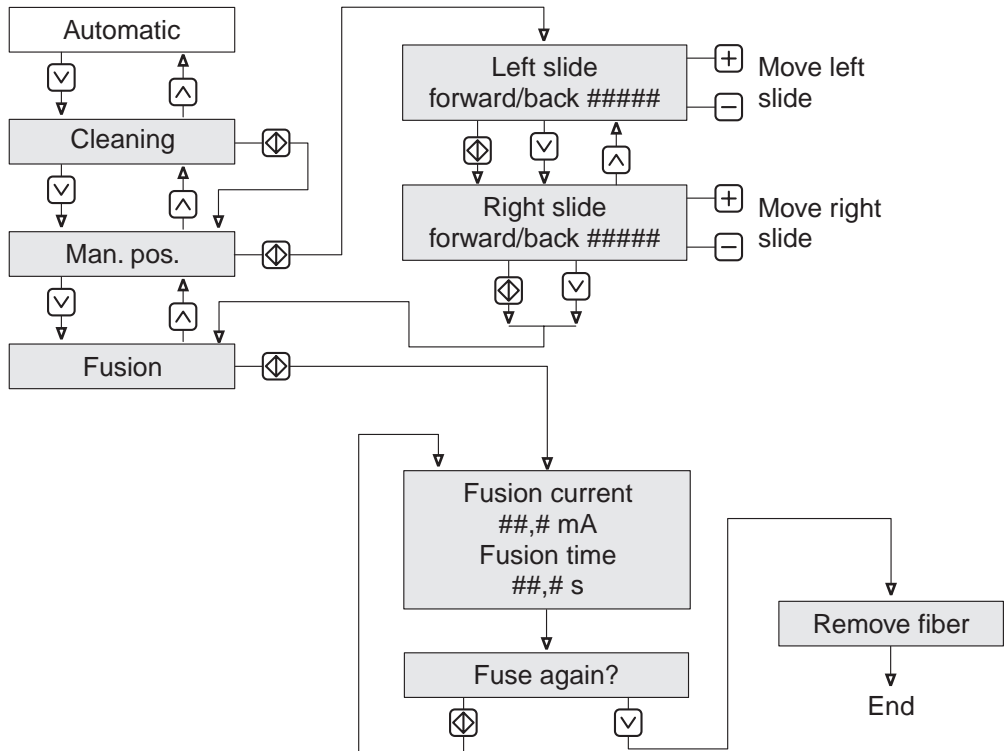 Automatic
Cleaning
Man. pos.
Fusion
Left slide
forward/back #####
+
Move left
−
slide
Right slide
forward/back #####
+
Move right
−
slide
Fusion current
##,# mA
Fusion time
##,# s
Fuse again?
Remove fiber
End